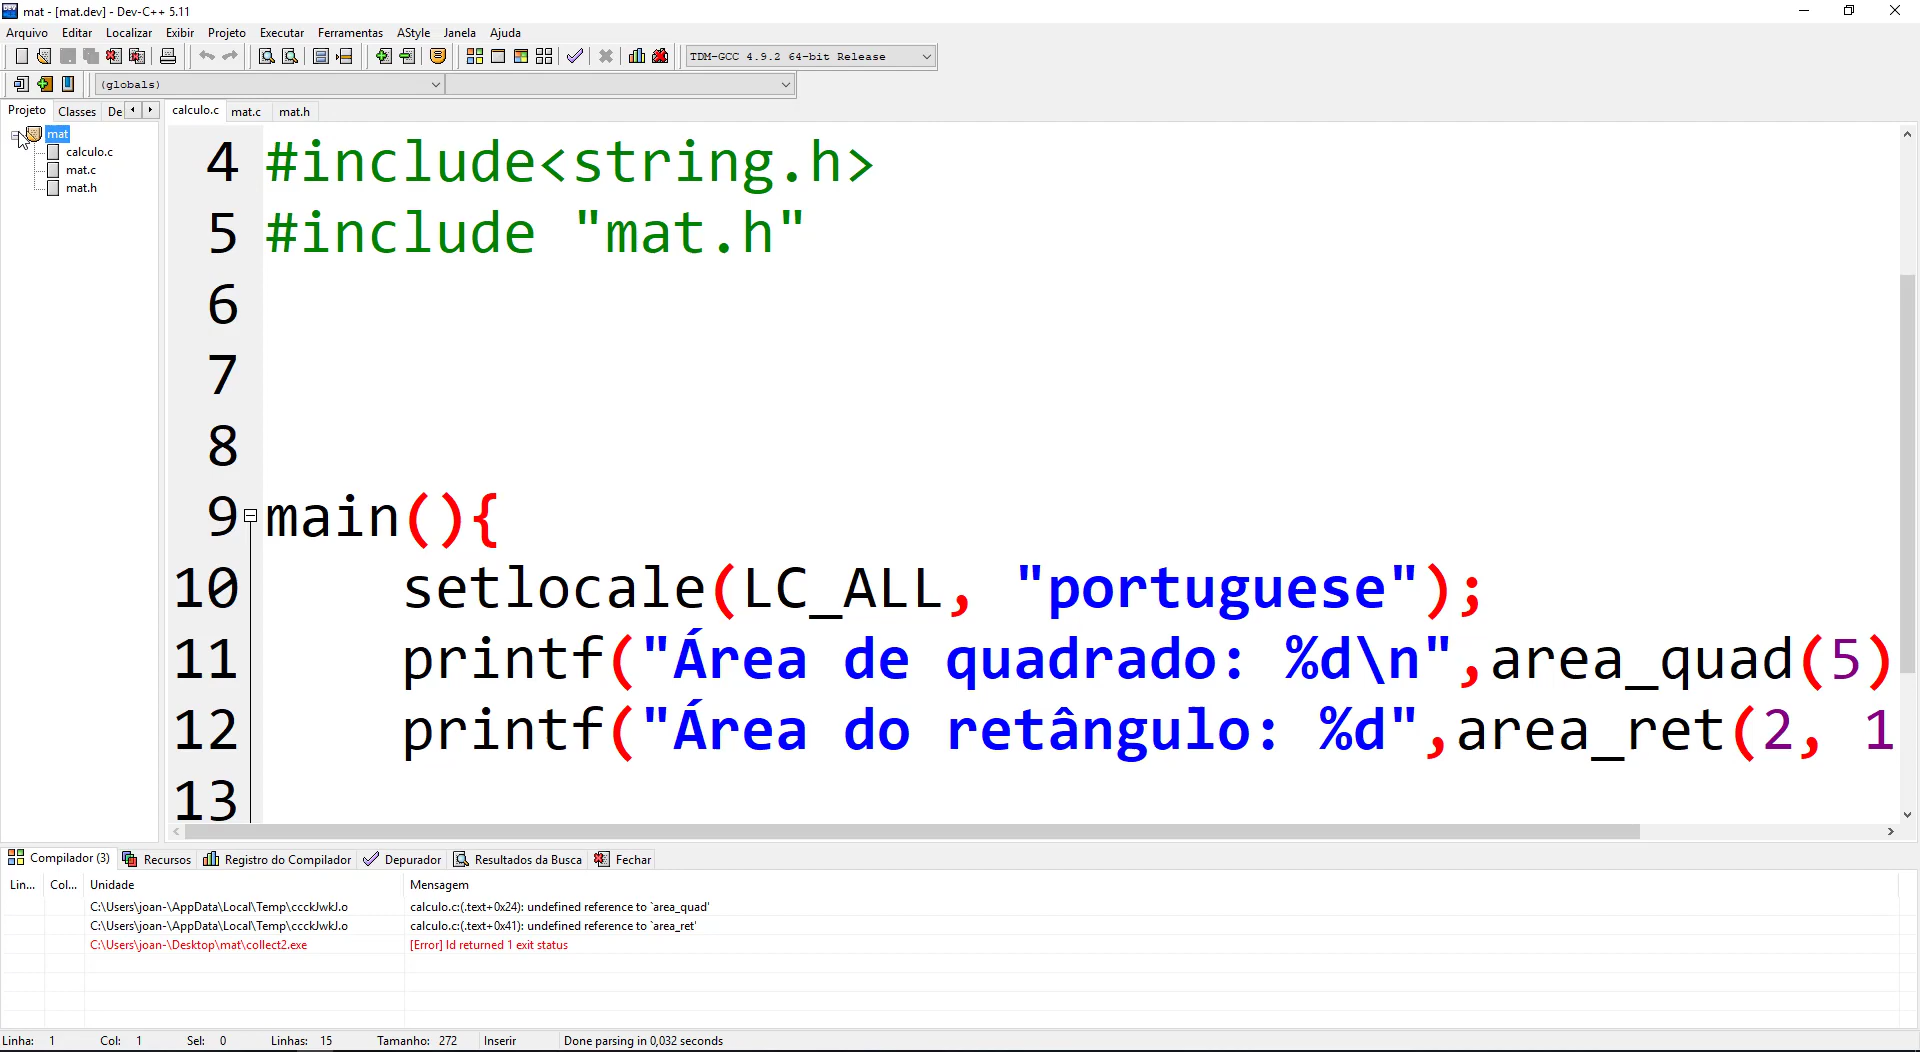 mat - [mat.dev] - Dev-C++ 5.11
Arquivo Editar Localizar Exibir Projeto Executar Ferramentas AStyle Janela Ajuda
TDM-GCC 4.9.2 64-bit Release
(globals)
Projeto Classes De calculo.c mat.c mat.h
mat
calculo.c
mat.c
mat.h
4 #include<string.h>
5 #include "mat.h"
6
7
8
9 main(){
10 setlocale(LC_ALL, "portuguese");
11 printf("Área de quadrado: %d\n",area_quad(5)
12 printf("Área do retângulo: %d",area_ret(2, 1
13
Compilador (3) Recursos Registro do Compilador Depurador Resultados da Busca Fechar
Lin... Col... Unidade Mensagem
C:\Users\joan-\AppData\Local\Temp\ccckJwkJ.o calculo.c:(.text+0x24): undefined reference to `area_quad'
C:\Users\joan-\AppData\Local\Temp\ccckJwkJ.o calculo.c:(.text+0x41): undefined reference to `area_ret'
C:\Users\joan-\Desktop\mat\collect2.exe [Error] ld returned 1 exit status
Linha: 1 Col: 1 Sel: 0 Linhas: 15 Tamanho: 272 Inserir Done parsing in 0,032 seconds